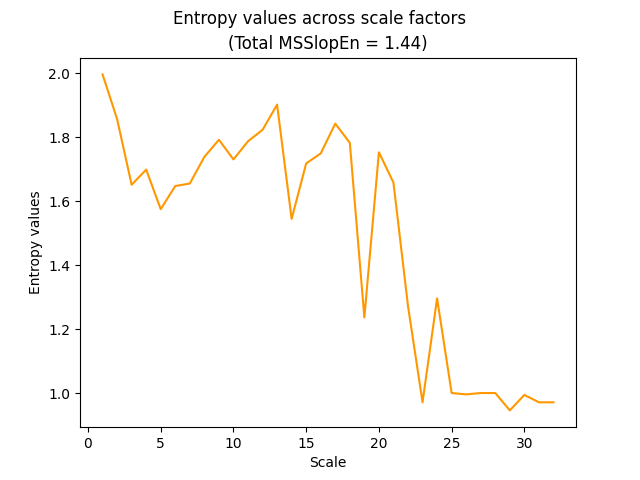 Entropy values across scale factors
(Total MSSlopEn = 1.44)
2.0
1.8
1.6
1.4
1.2
1.0
Entropy values
0 5 10 15 20 25 30
Scale